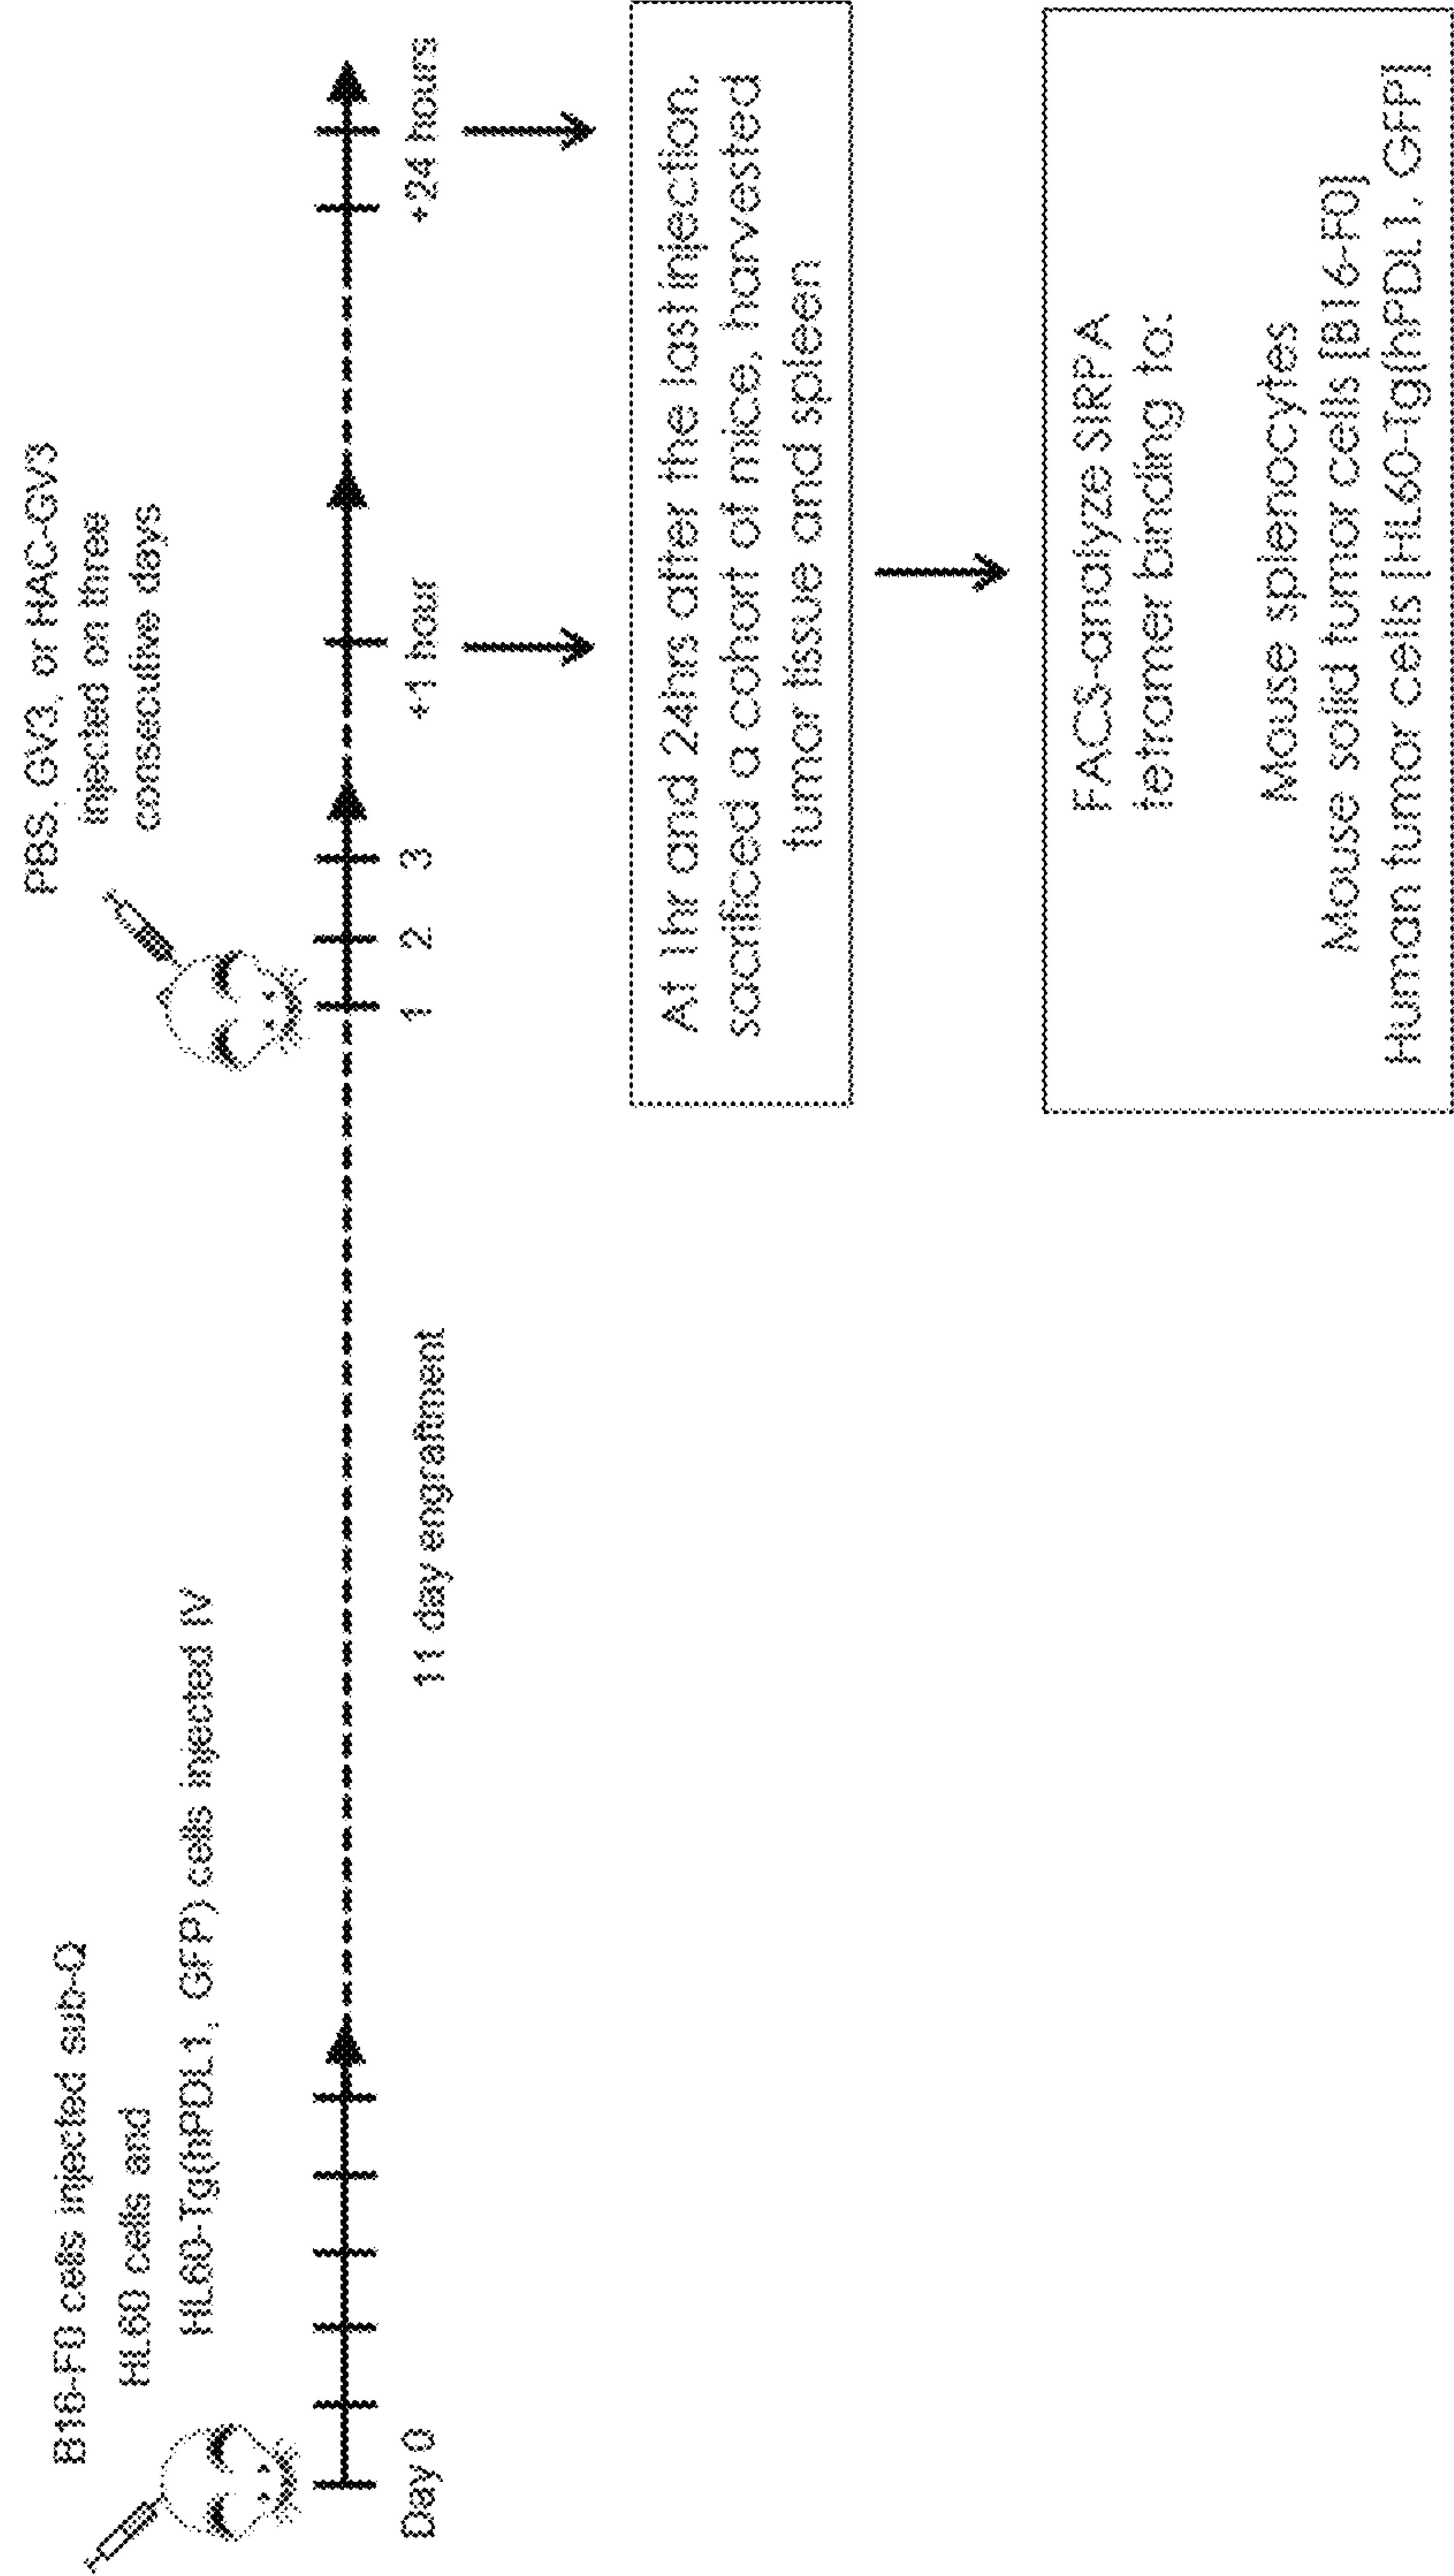 B16-F0 cells injected sub-Q
HL60 cells and
HL60-Tg(hPDL1, GFP) cells injected IV
PBS, GV3, or HAC-GV3
injected on three
consecutive days
Day 0
11 day engraftment
1
2
3
+1 hour
+24 hours
At 1hr and 24hrs after the last injection,
sacrificed a cohort of mice, harvested
tumor tissue and spleen
FACS-analyze SIRPA
tetramer binding to:
Mouse splenocytes
Mouse solid tumor cells [B16-F0]
Human tumor cells [HL60-Tg(hPDL1, GFP]